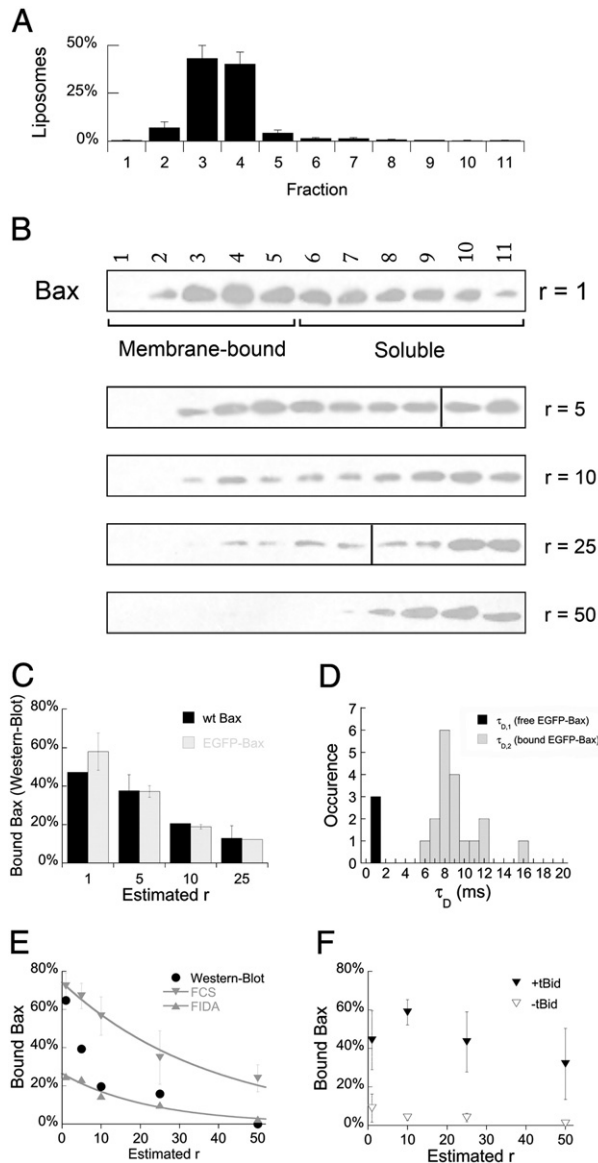 A
50%
25%
0%
Liposomes
1 2 3 4 5 6 7 8 9 10 11
Fraction
B
1 2 3 4 5 6 7 8 9 10 11
Bax
r = 1
Membrane-bound
Soluble
r = 5
r = 10
r = 25
r = 50
C
80%
60%
40%
20%
0%
Bound Bax (Western-Blot)
wt Bax
EGFP-Bax
1 5 10 25
Estimated r
D
7
6
5
4
3
2
1
0
Occurence
τD,1 (free EGFP-Bax)
τD,2 (bound EGFP-Bax)
0 2 4 6 8 10 12 14 16 18 20
τD (ms)
E
80%
60%
40%
20%
0%
Bound Bax
Western-Blot
FCS
FIDA
0 10 20 30 40 50
Estimated r
F
80%
60%
40%
20%
0%
Bound Bax
+tBid
-tBid
0 10 20 30 40 50
Estimated r